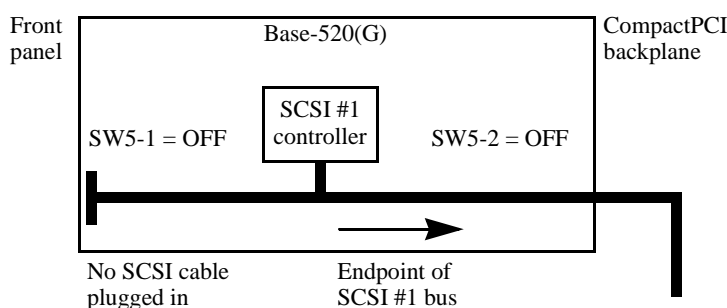 Front
panel
Base-520(G)
CompactPCI
backplane
SCSI #1
controller
SW5-1 = OFF
SW5-2 = OFF
No SCSI cable
plugged in
Endpoint of
SCSI #1 bus